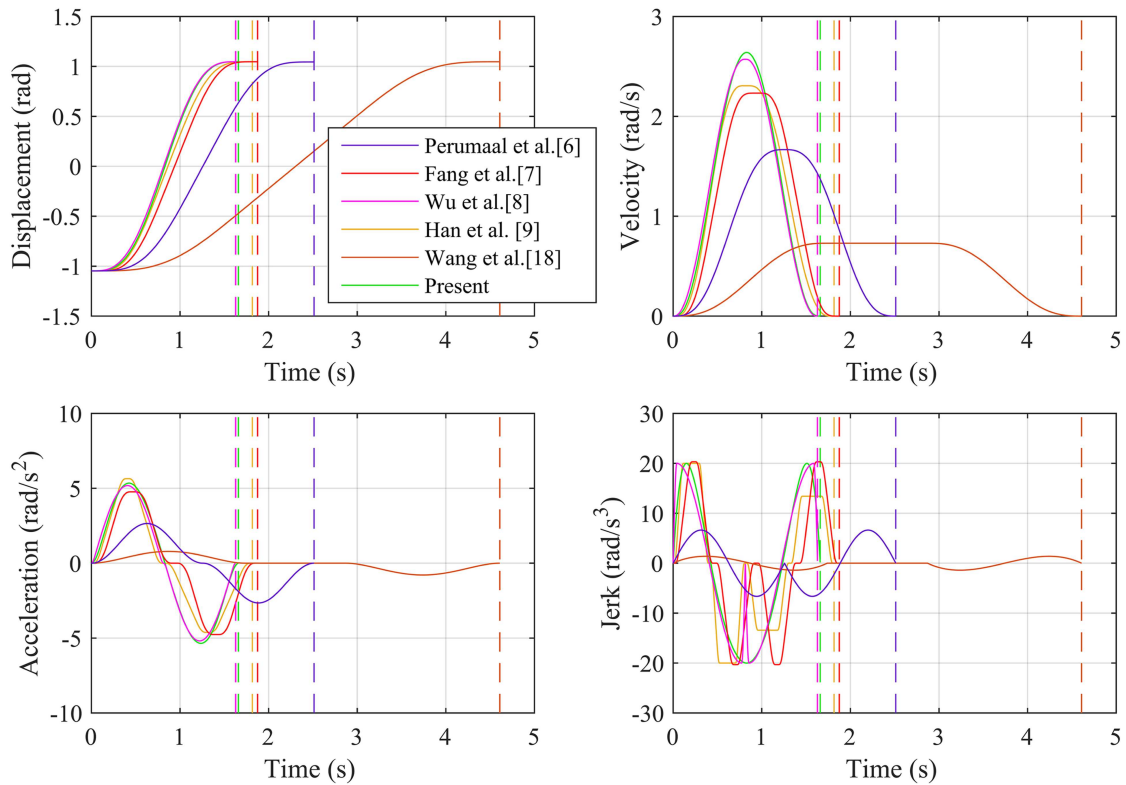 1.5
1
0.5
0
-0.5
-1
-1.5
Displacement (rad)
0 1 2 3 4 5
Time (s)
Perumaal et al.[6]
Fang et al.[7]
Wu et al.[8]
Han et al. [9]
Wang et al.[18]
Present
3
2
1
0
Velocity (rad/s)
0 1 2 3 4 5
Time (s)
10
5
0
-5
-10
Acceleration (rad/s²)
0 1 2 3 4 5
Time (s)
30
20
10
0
-10
-20
-30
Jerk (rad/s³)
0 1 2 3 4 5
Time (s)